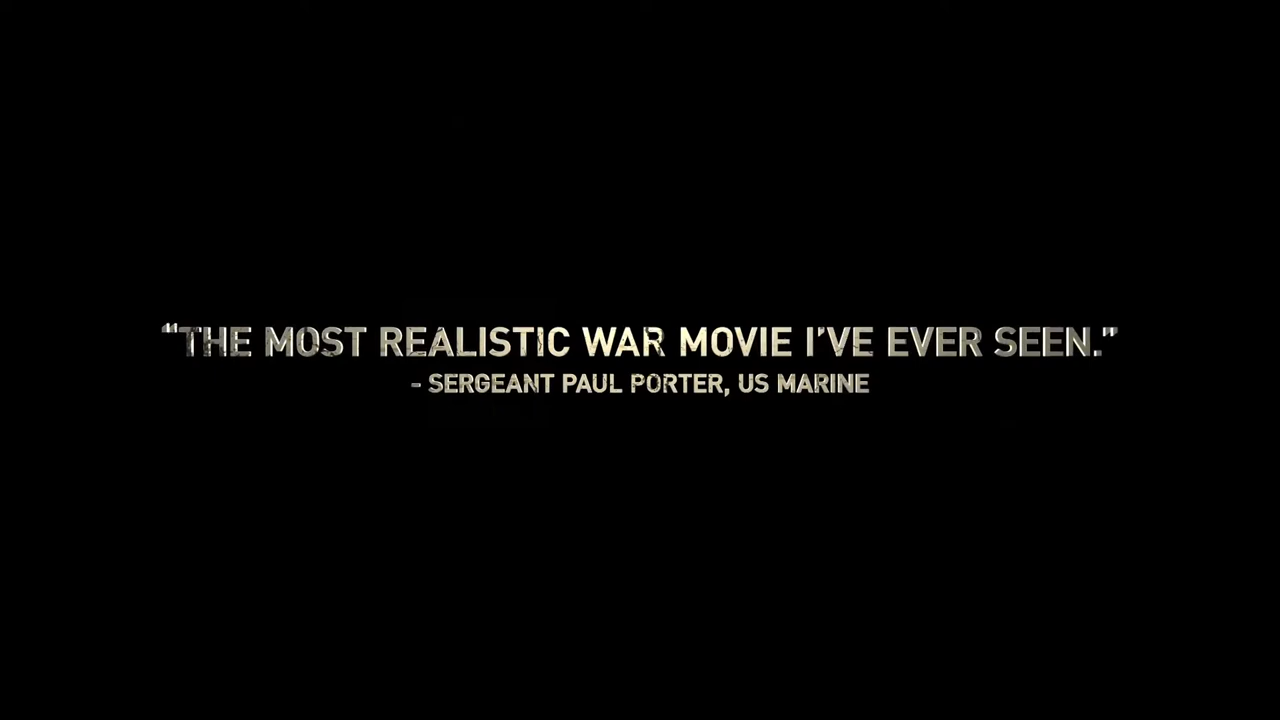 “THE MOST REALISTIC WAR MOVIE I’VE EVER SEEN.”
- SERGEANT PAUL PORTER, US MARINE